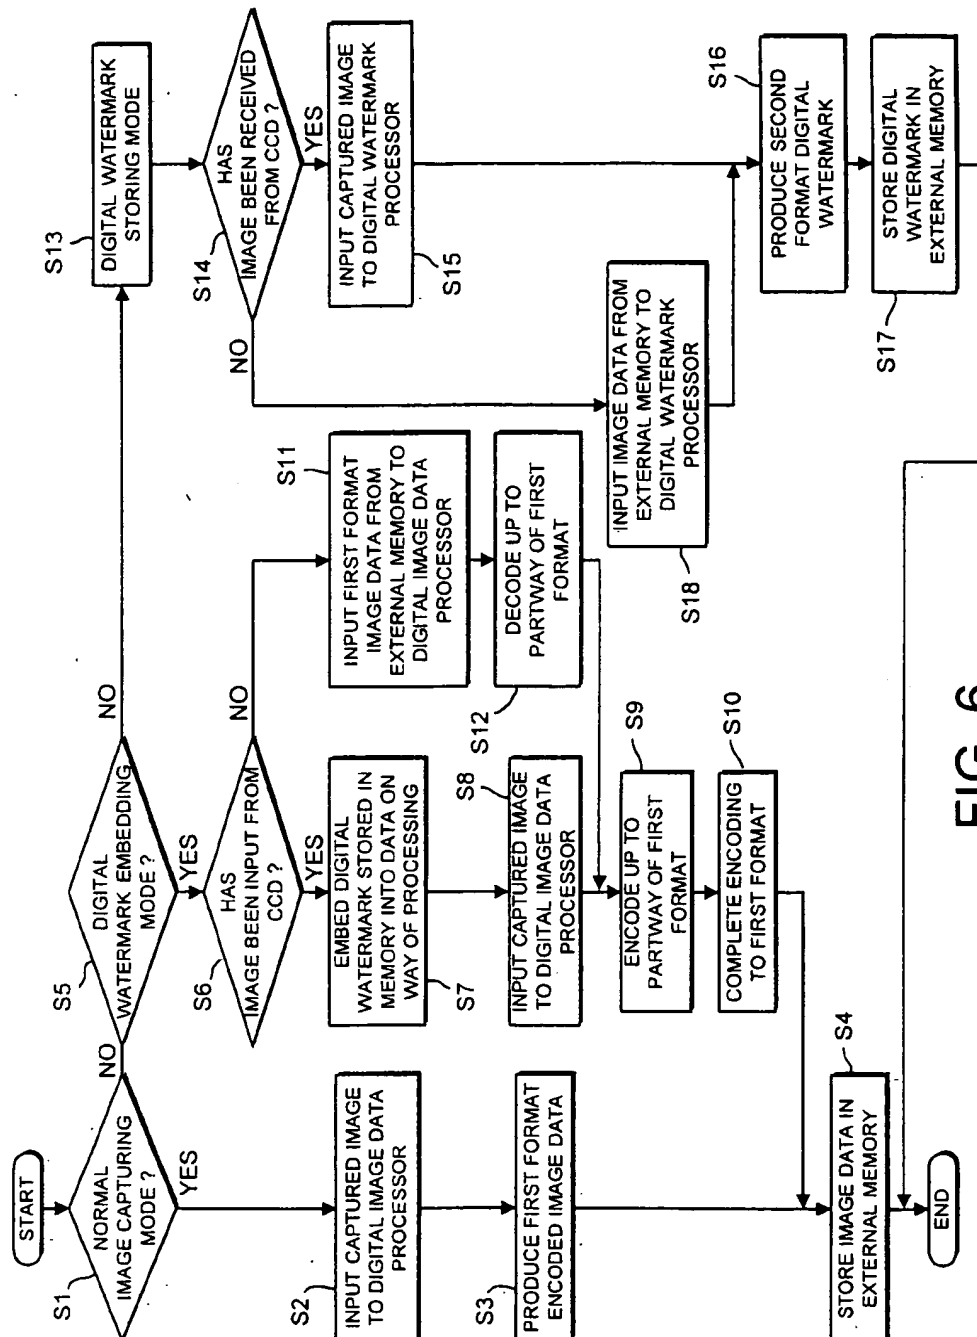 START
NORMAL
IMAGE CAPTURING
MODE ?
S1
YES
NO
INPUT CAPTURED IMAGE
TO DIGITAL IMAGE DATA
PROCESSOR
S2
PRODUCE FIRST FORMAT
ENCODED IMAGE DATA
S3
STORE IMAGE DATA IN
EXTERNAL MEMORY
S4
END
DIGITAL
WATERMARK EMBEDDING
MODE ?
S5
YES
NO
HAS
IMAGE BEEN INPUT FROM
CCD ?
S6
YES
NO
EMBED DIGITAL
WATERMARK STORED IN
MEMORY INTO DATA ON
WAY OF PROCESSING
S7
INPUT CAPTURED IMAGE
TO DIGITAL IMAGE DATA
PROCESSOR
S8
ENCODE UP TO
PARTWAY OF FIRST
FORMAT
S9
COMPLETE ENCODING
TO FIRST FORMAT
S10
INPUT FIRST FORMAT
IMAGE DATA FROM
EXTERNAL MEMORY TO
DIGITAL IMAGE DATA
PROCESSOR
S11
DECODE UP TO
PARTWAY OF FIRST
FORMAT
S12
DIGITAL WATERMARK
STORING MODE
S13
HAS
IMAGE BEEN RECEIVED
FROM CCD ?
S14
YES
NO
INPUT CAPTURED IMAGE
TO DIGITAL WATERMARK
PROCESSOR
S15
INPUT IMAGE DATA FROM
EXTERNAL MEMORY TO
DIGITAL WATERMARK
PROCESSOR
S18
PRODUCE SECOND
FORMAT DIGITAL
WATERMARK
S16
STORE DIGITAL
WATERMARK IN
EXTERNAL MEMORY
S17
FIG. 6